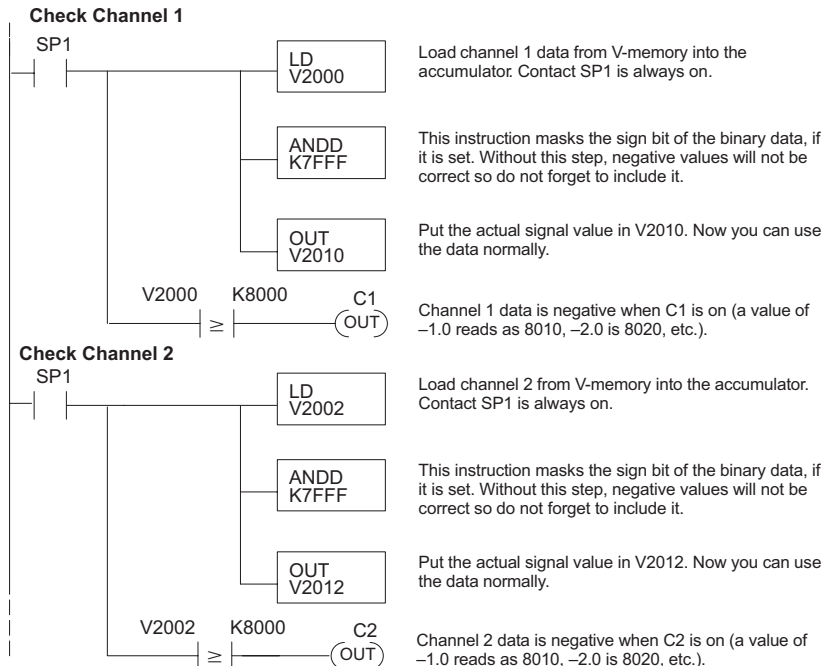 Check Channel 1
SP1
LD
V2000
Load channel 1 data from V-memory into the
accumulator. Contact SP1 is always on.
ANDD
K7FFF
This instruction masks the sign bit of the binary data, if
it is set. Without this step, negative values will not be
correct so do not forget to include it.
OUT
V2010
Put the actual signal value in V2010. Now you can use
the data normally.
V2000 K8000 C1
≥ OUT
Channel 1 data is negative when C1 is on (a value of
–1.0 reads as 8010, –2.0 is 8020, etc.).
Check Channel 2
SP1
LD
V2002
Load channel 2 from V-memory into the accumulator.
Contact SP1 is always on.
ANDD
K7FFF
This instruction masks the sign bit of the binary data, if
it is set. Without this step, negative values will not be
correct so do not forget to include it.
OUT
V2012
Put the actual signal value in V2012. Now you can use
the data normally.
V2002 K8000 C2
≥ OUT
Channel 2 data is negative when C2 is on (a value of
–1.0 reads as 8010, –2.0 is 8020, etc.).